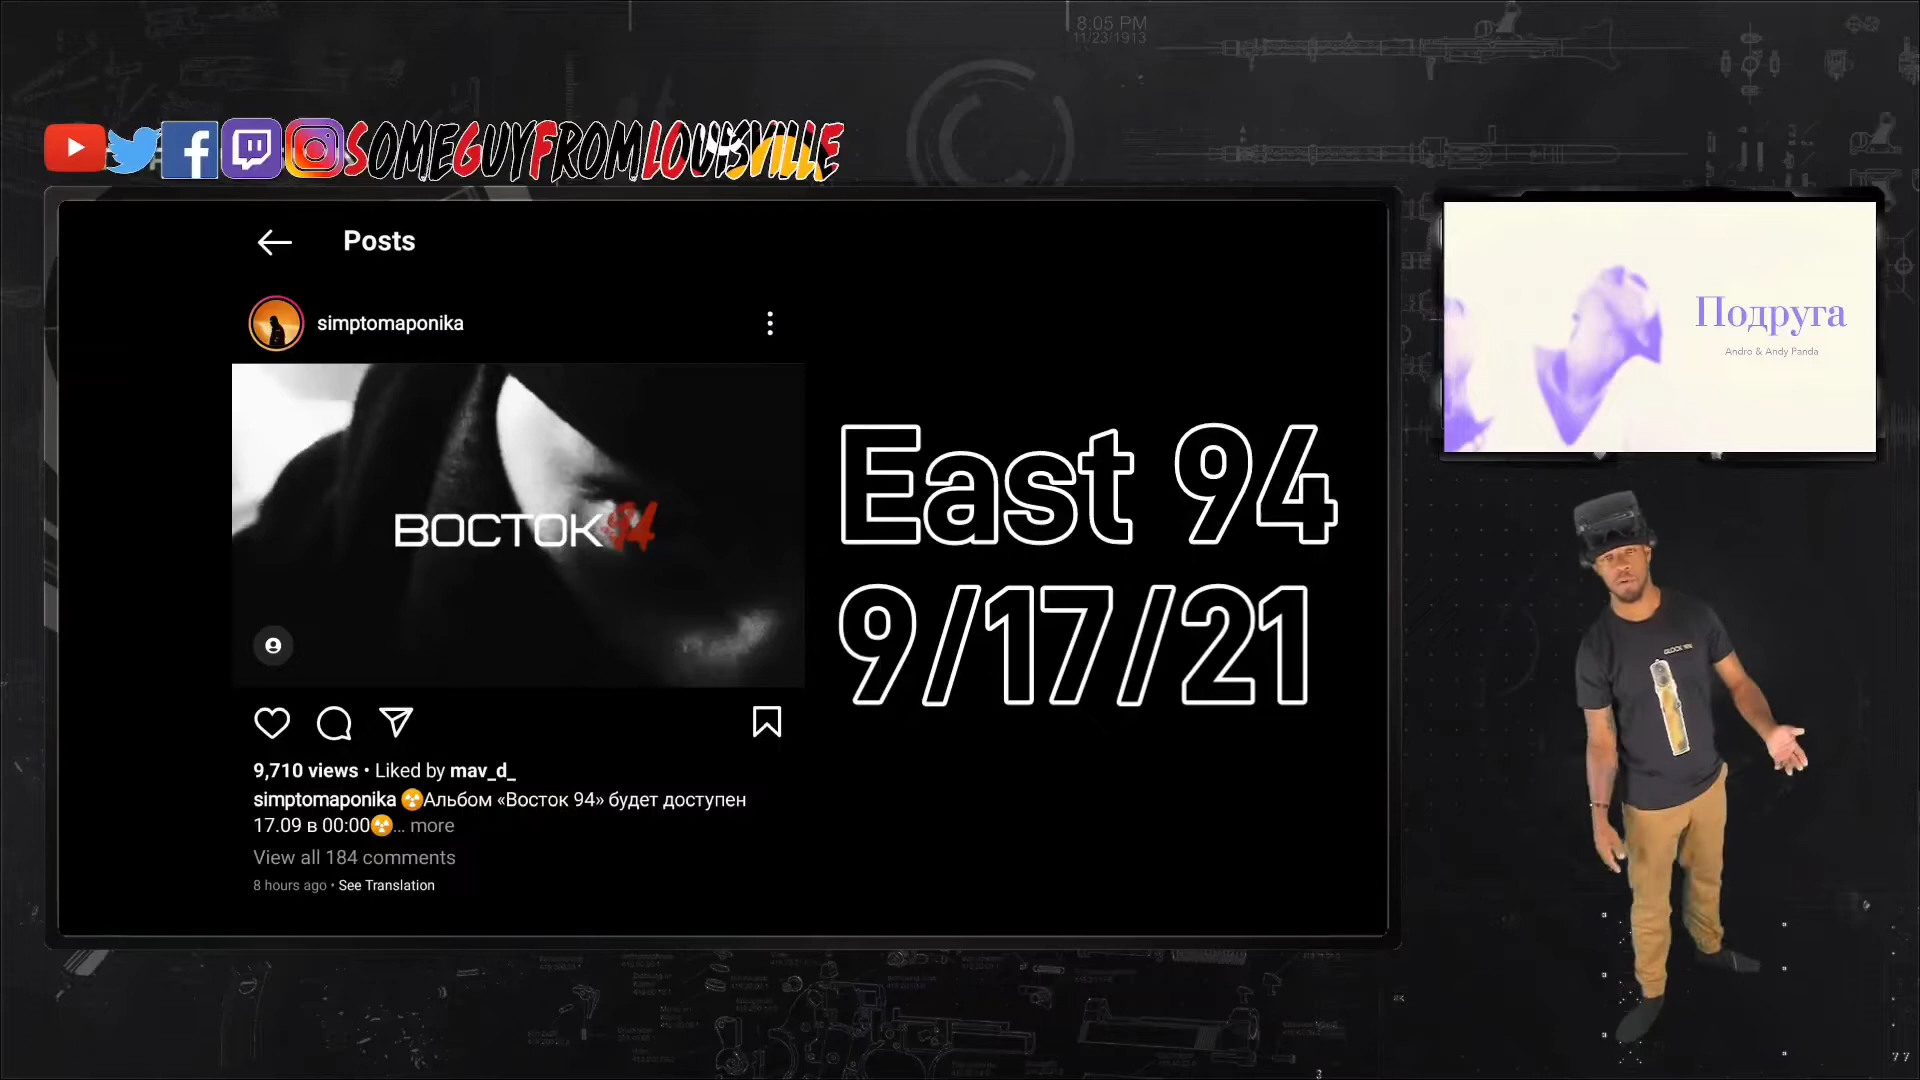 8:05 PM
11/23/1913
SOMEGUYFROMLOUISVILLE
Posts
simptomaponika
ВОСТОК 94
East 94
9/17/21
9,710 views • Liked by mav_d_
simptomaponika ☢️Альбом «Восток 94» будет доступен
17.09 в 00:00☢️... more
View all 184 comments
8 hours ago • See Translation
Подруга
Andro & Andy Panda